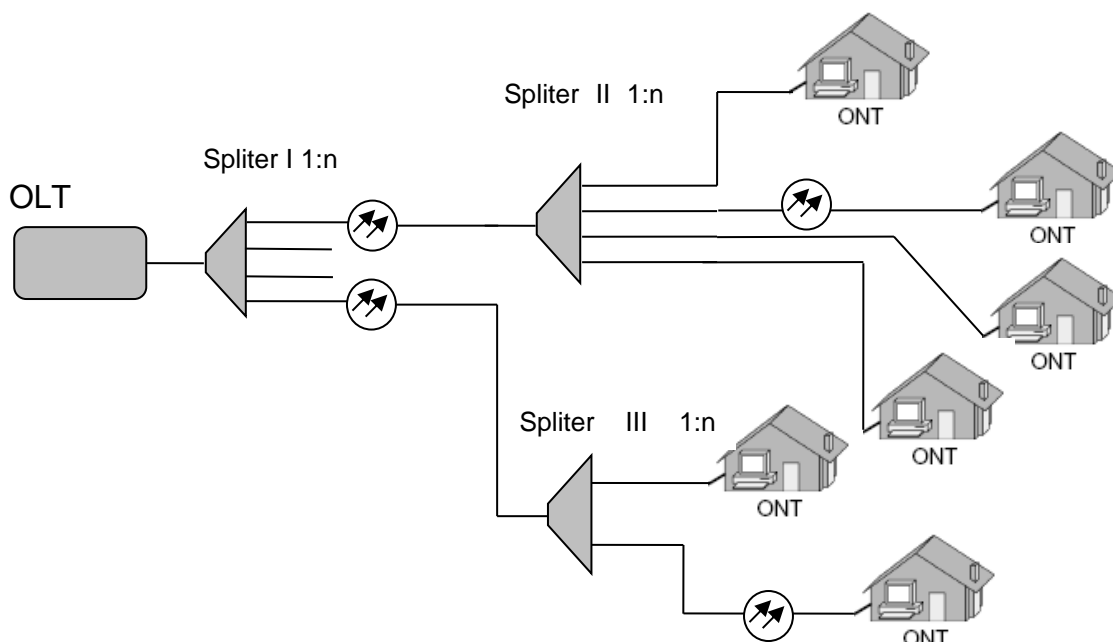 ONT
Spliter II 1:n
Spliter I 1:n
OLT
ONT
ONT
ONT
Spliter III 1:n
ONT
ONT